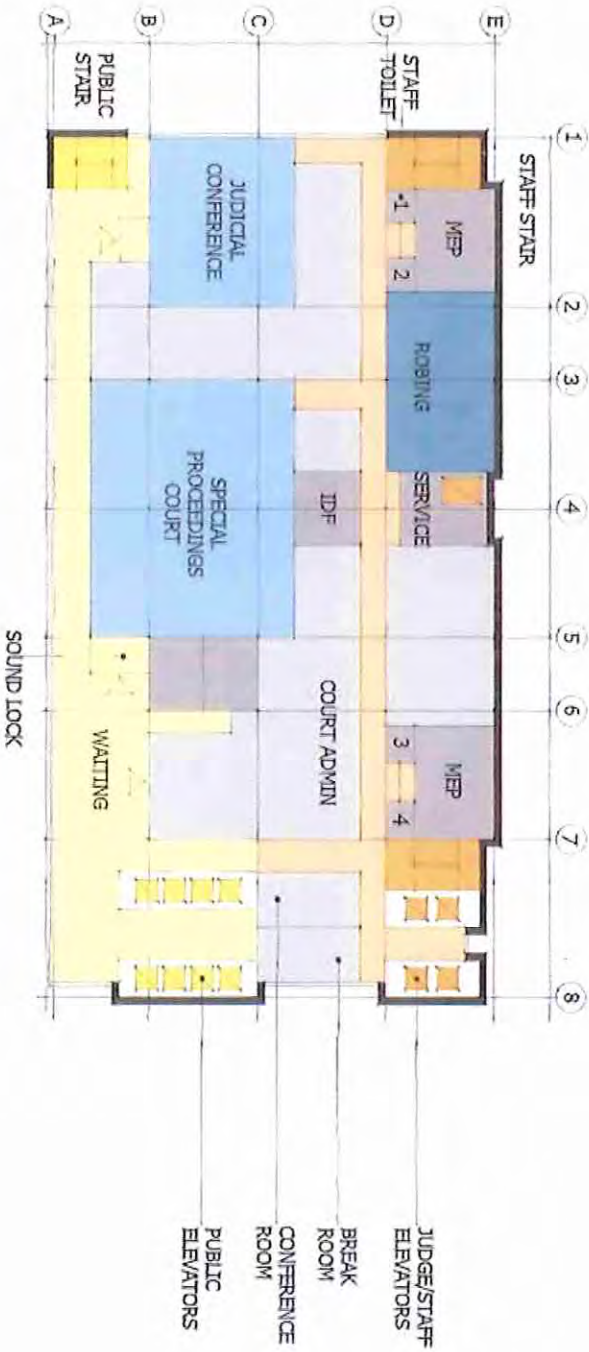 1
2
3
4
5
6
7
8
E
D
C
B
A
STAFF STAIR
STAFF
TOILET
PUBLIC
STAIR
MEP
•1
2
ROBING
SERVICE
MEP
3
4
JUDICIAL
CONFERENCE
IDF
COURT ADMIN
SPECIAL
PROCEEDINGS
COURT
WAITING
SOUND LOCK
JUDGE/STAFF
ELEVATORS
BREAK
ROOM
CONFERENCE
ROOM
PUBLIC
ELEVATORS